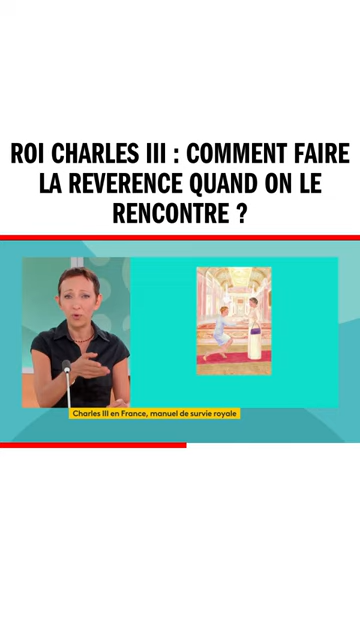 ROI CHARLES III : COMMENT FAIRE
LA REVERENCE QUAND ON LE
RENCONTRE ?
Charles III en France, manuel de survie royale